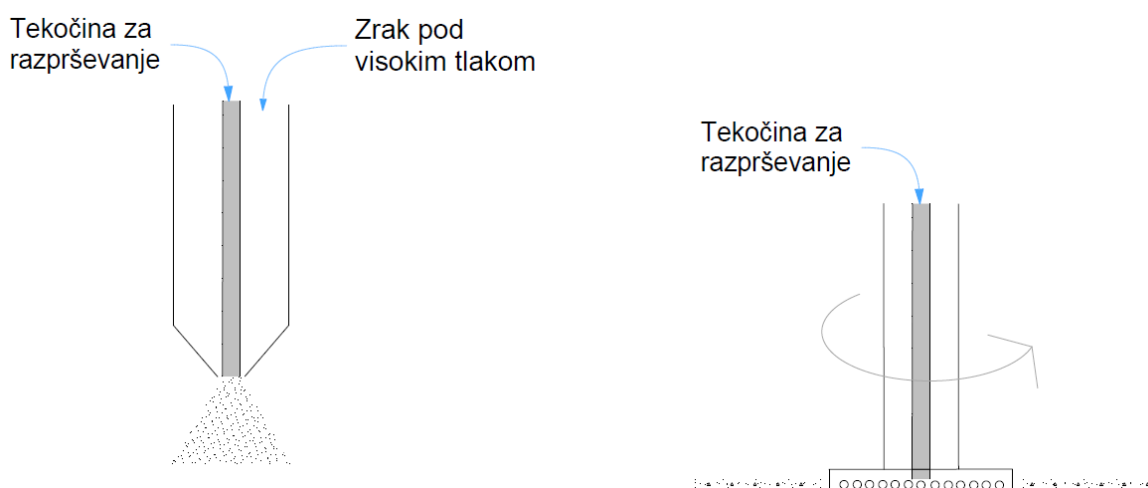 Tekočina za
razprševanje
Zrak pod
visokim tlakom
Tekočina za
razprševanje